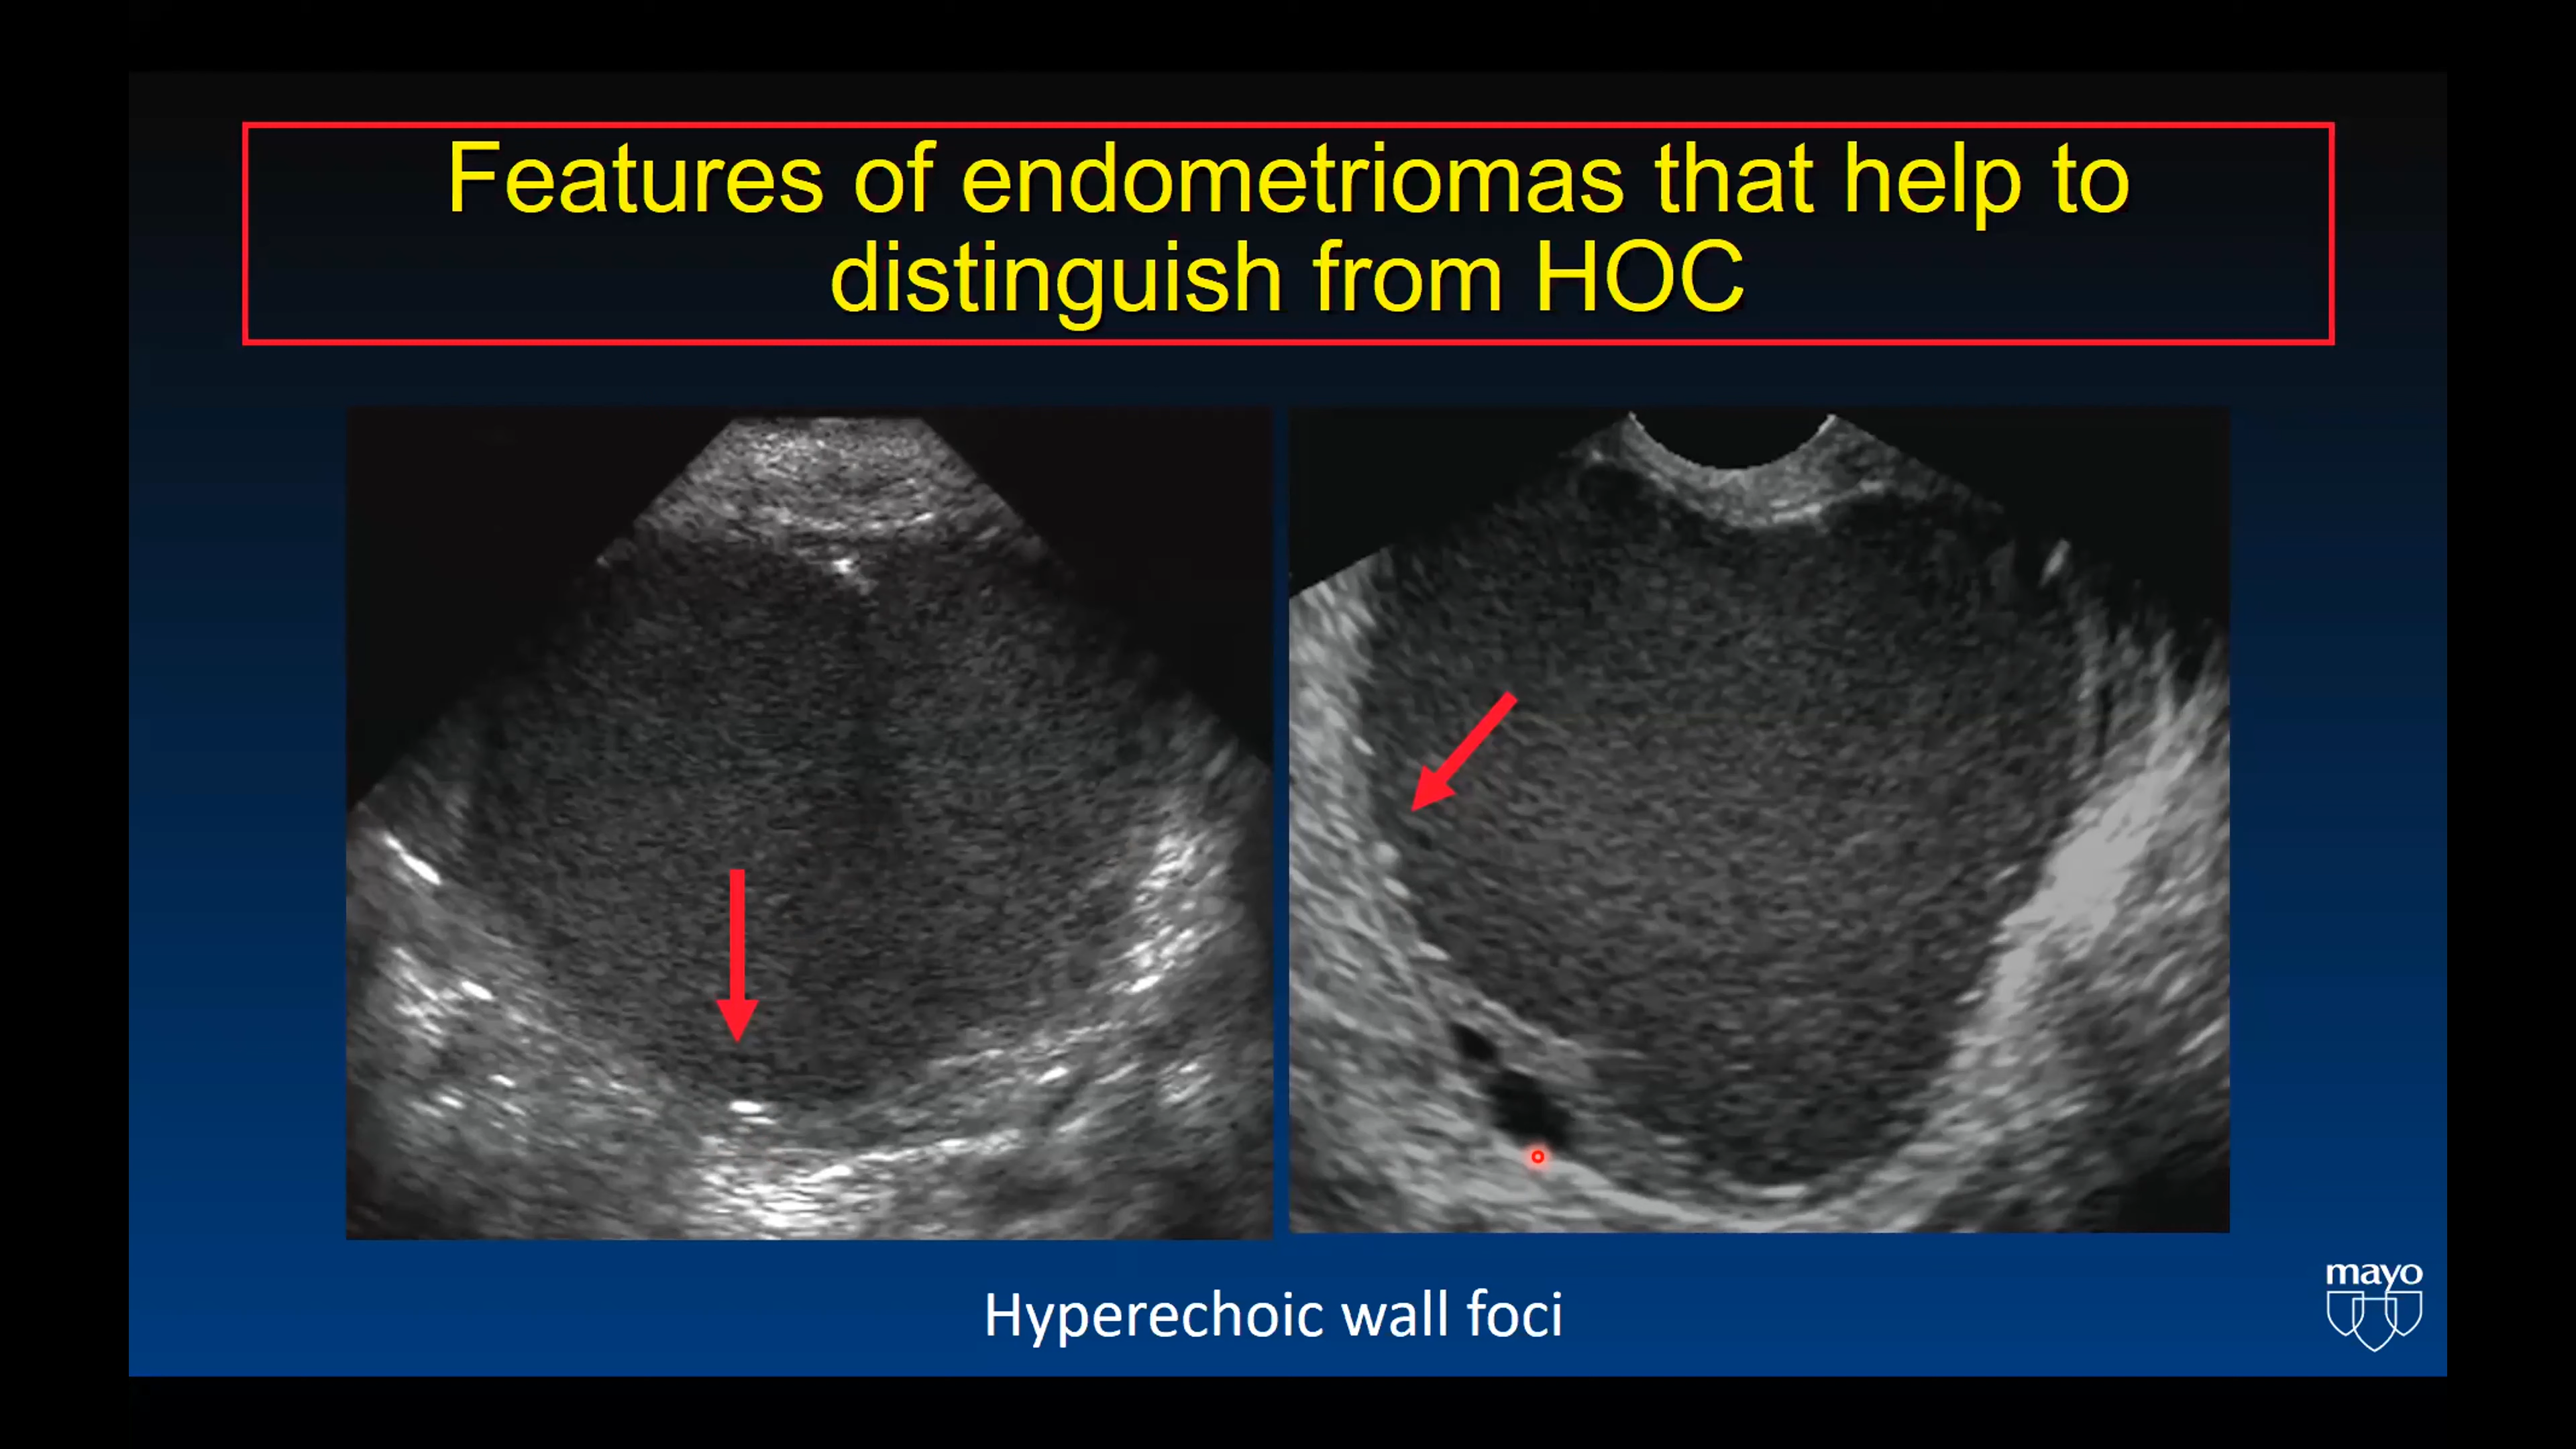 Features of endometriomas that help to
distinguish from HOC
Hyperechoic wall foci
mayo